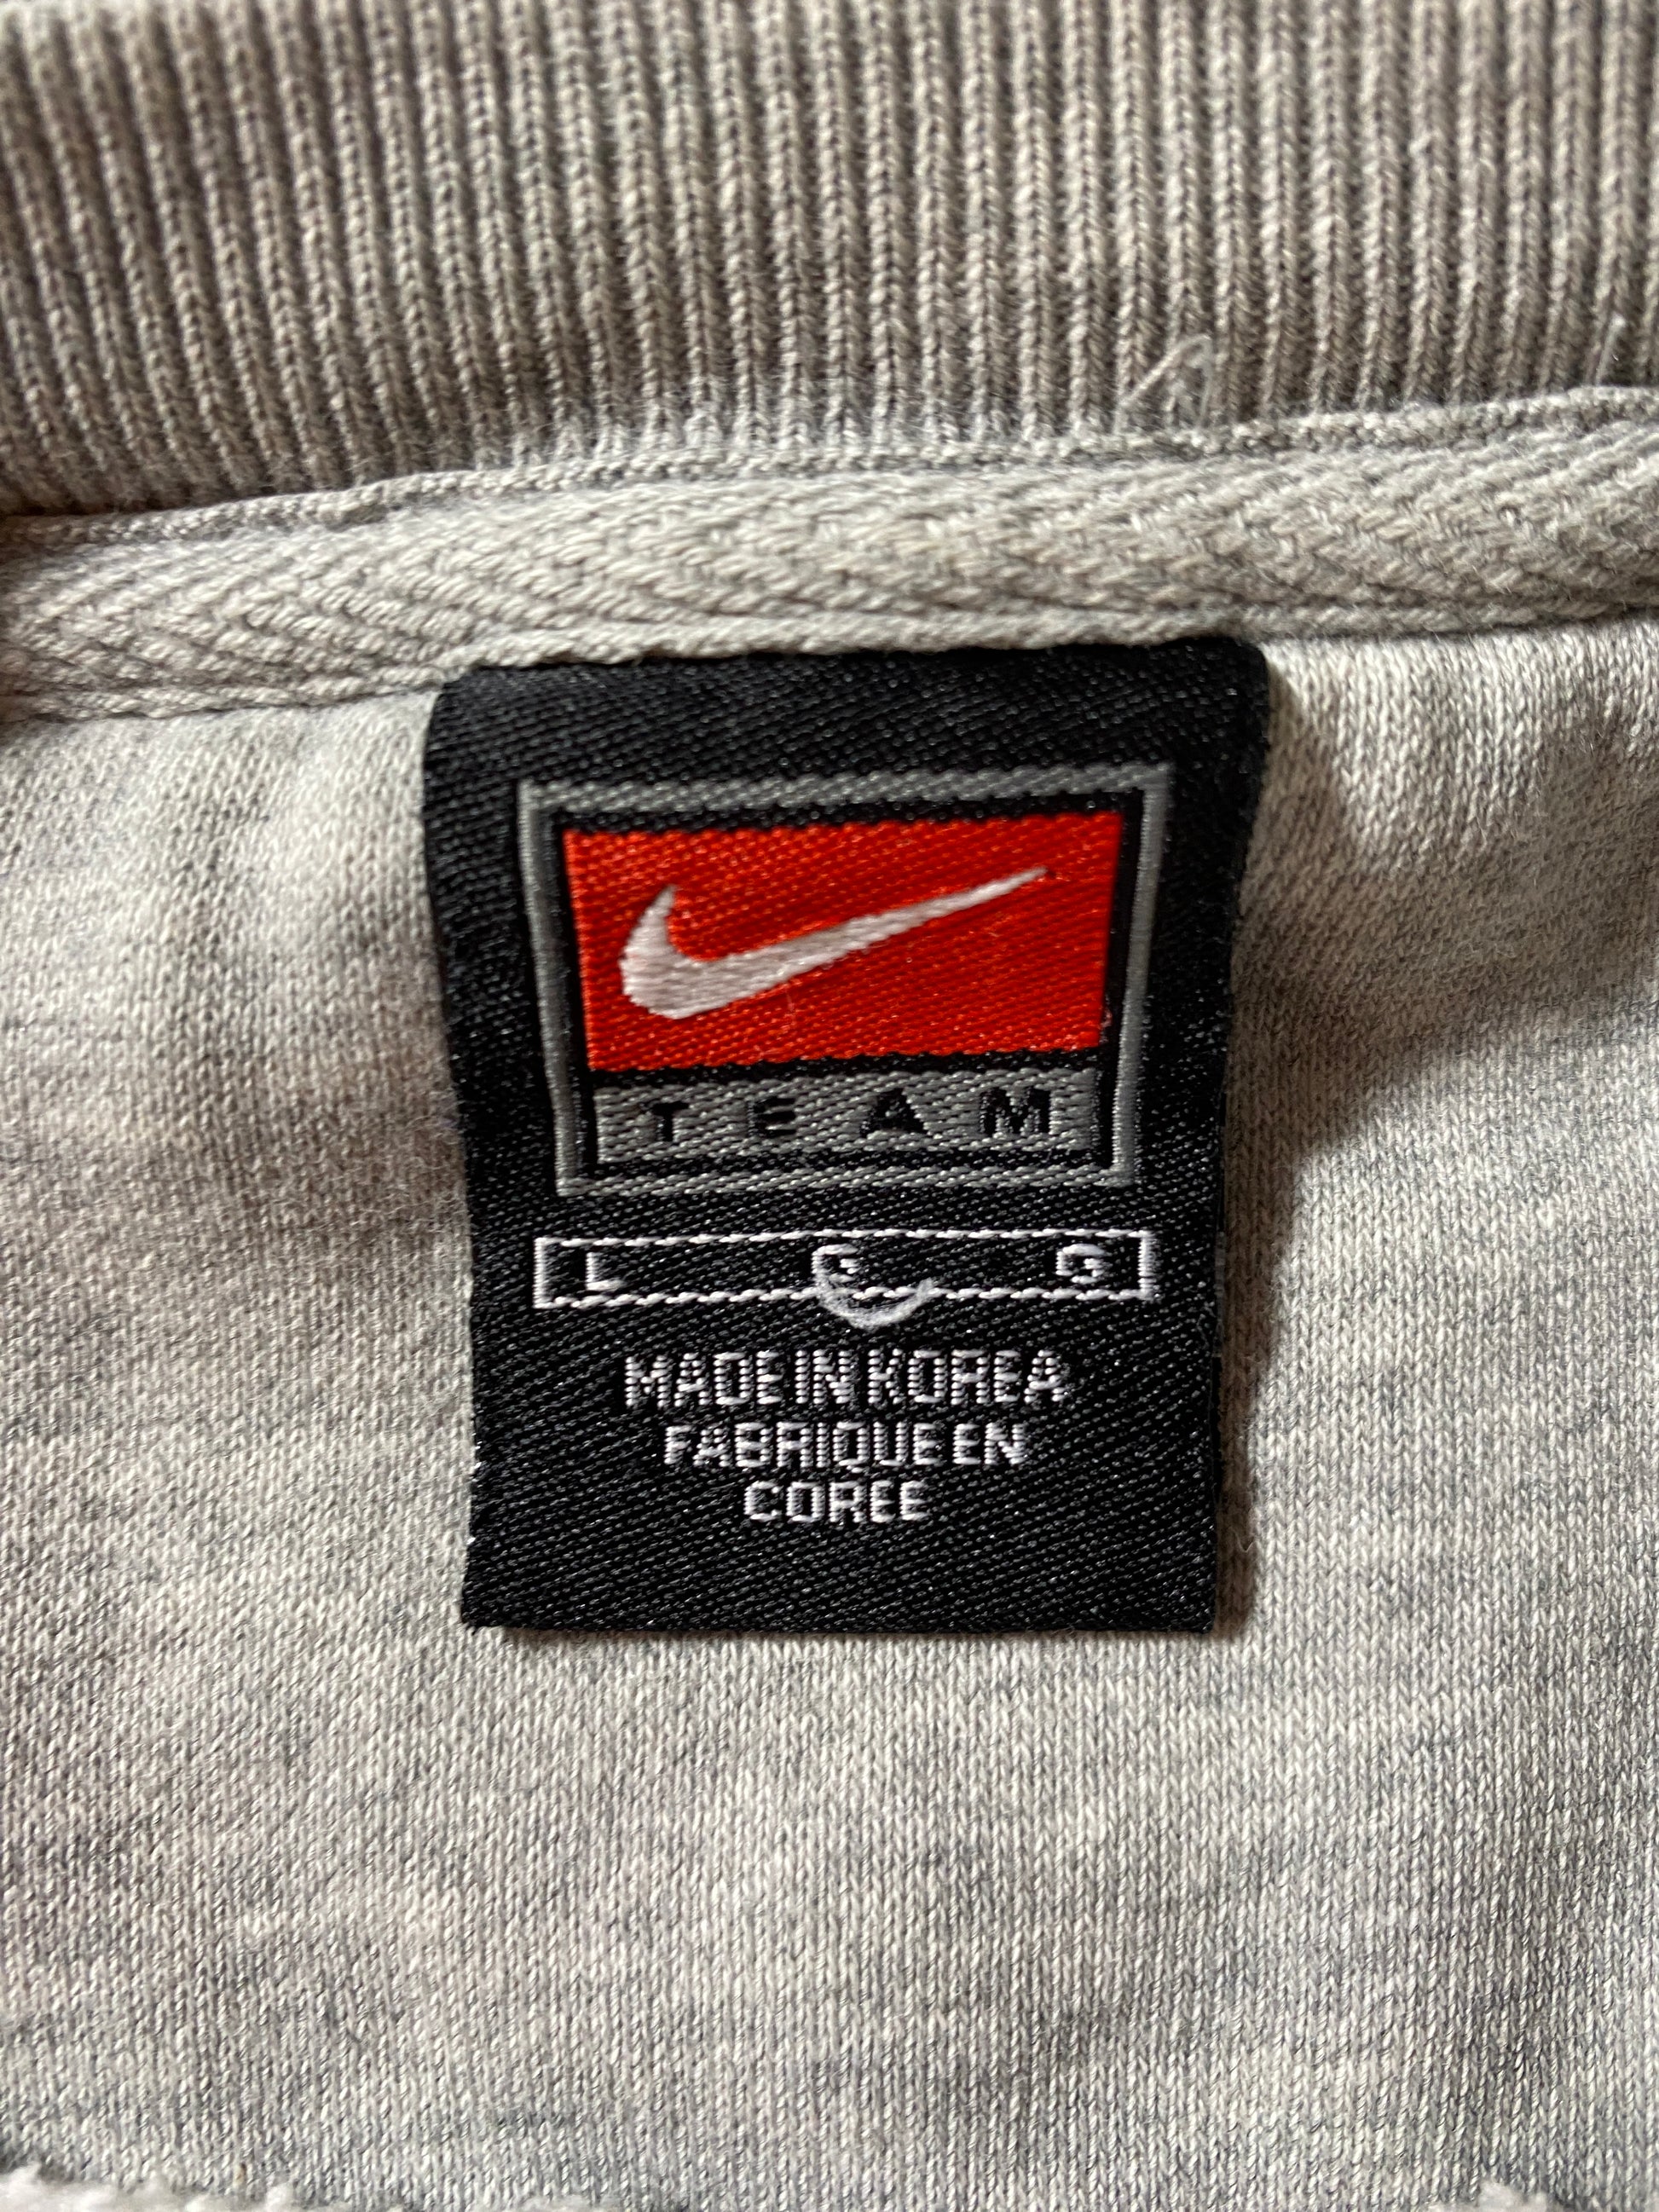 TEAM
L G G
MADE IN KOREA
FABRIQUE EN
COREE